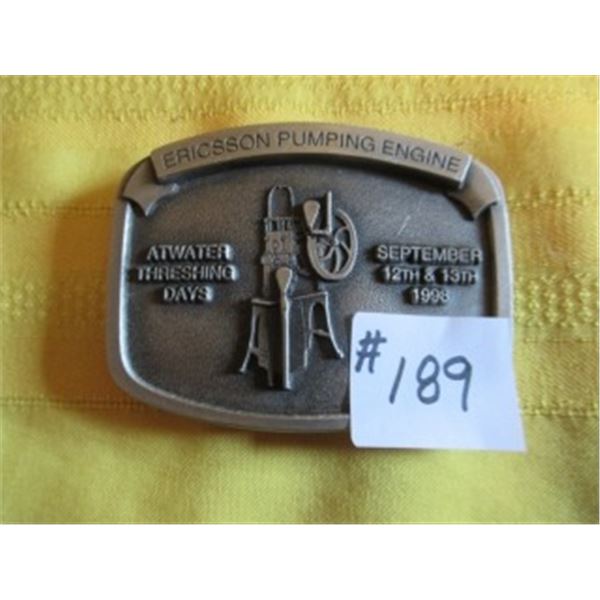 ERICSSON PUMPING ENGINE
ATWATER
THRESHING
DAYS
SEPTEMBER
12TH & 13TH
1998
# 189